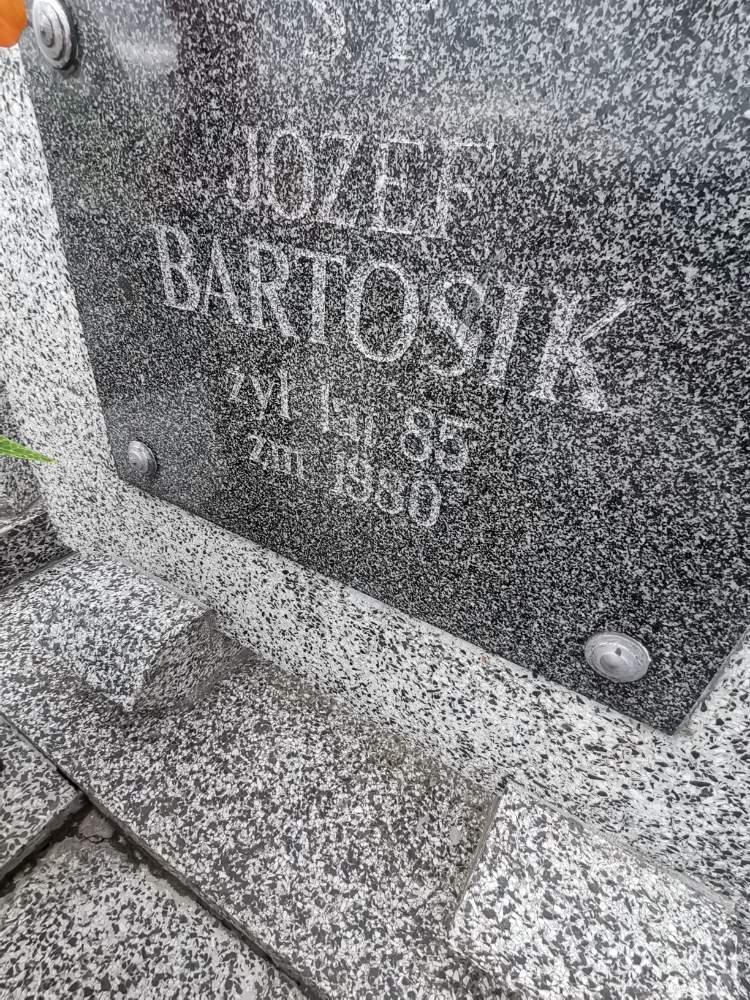 Ś P
JÓZEF
BARTOSIK
żył lat 85
zm 1980